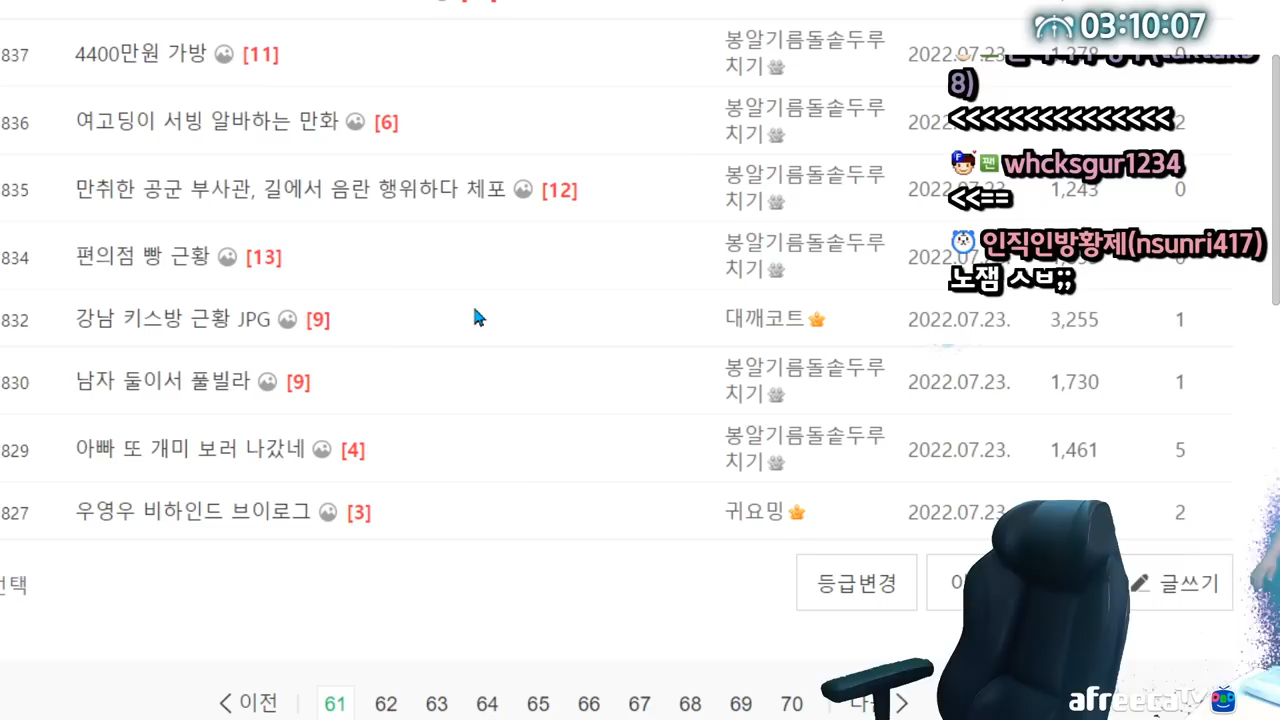 03:10:07
837 4400만원 가방 [11] 봉알기름돌솥두루치기 2022.07.23 1,278 0
8)
<<<<<<<<<<<<<<<
836 여고딩이 서빙 알바하는 만화 [6] 봉알기름돌솥두루치기 2
whcksgur1234
<<==
835 만취한 공군 부사관, 길에서 음란 행위하다 체포 [12] 봉알기름돌솥두루치기 1,243 0
인직인방황제(nsunri417)
노잼 ㅅㅂ;;
834 편의점 빵 근황 [13] 봉알기름돌솥두루치기
832 강남 키스방 근황 JPG [9] 대깨코트 2022.07.23. 3,255 1
830 남자 둘이서 풀빌라 [9] 봉알기름돌솥두루치기 2022.07.23. 1,730 1
829 아빠 또 개미 보러 나갔네 [4] 봉알기름돌솥두루치기 2022.07.23. 1,461 5
827 우영우 비하인드 브이로그 [3] 귀요밍 2022.07.23 2
등급변경 글쓰기
이전 61 62 63 64 65 66 67 68 69 70
afreecaTV